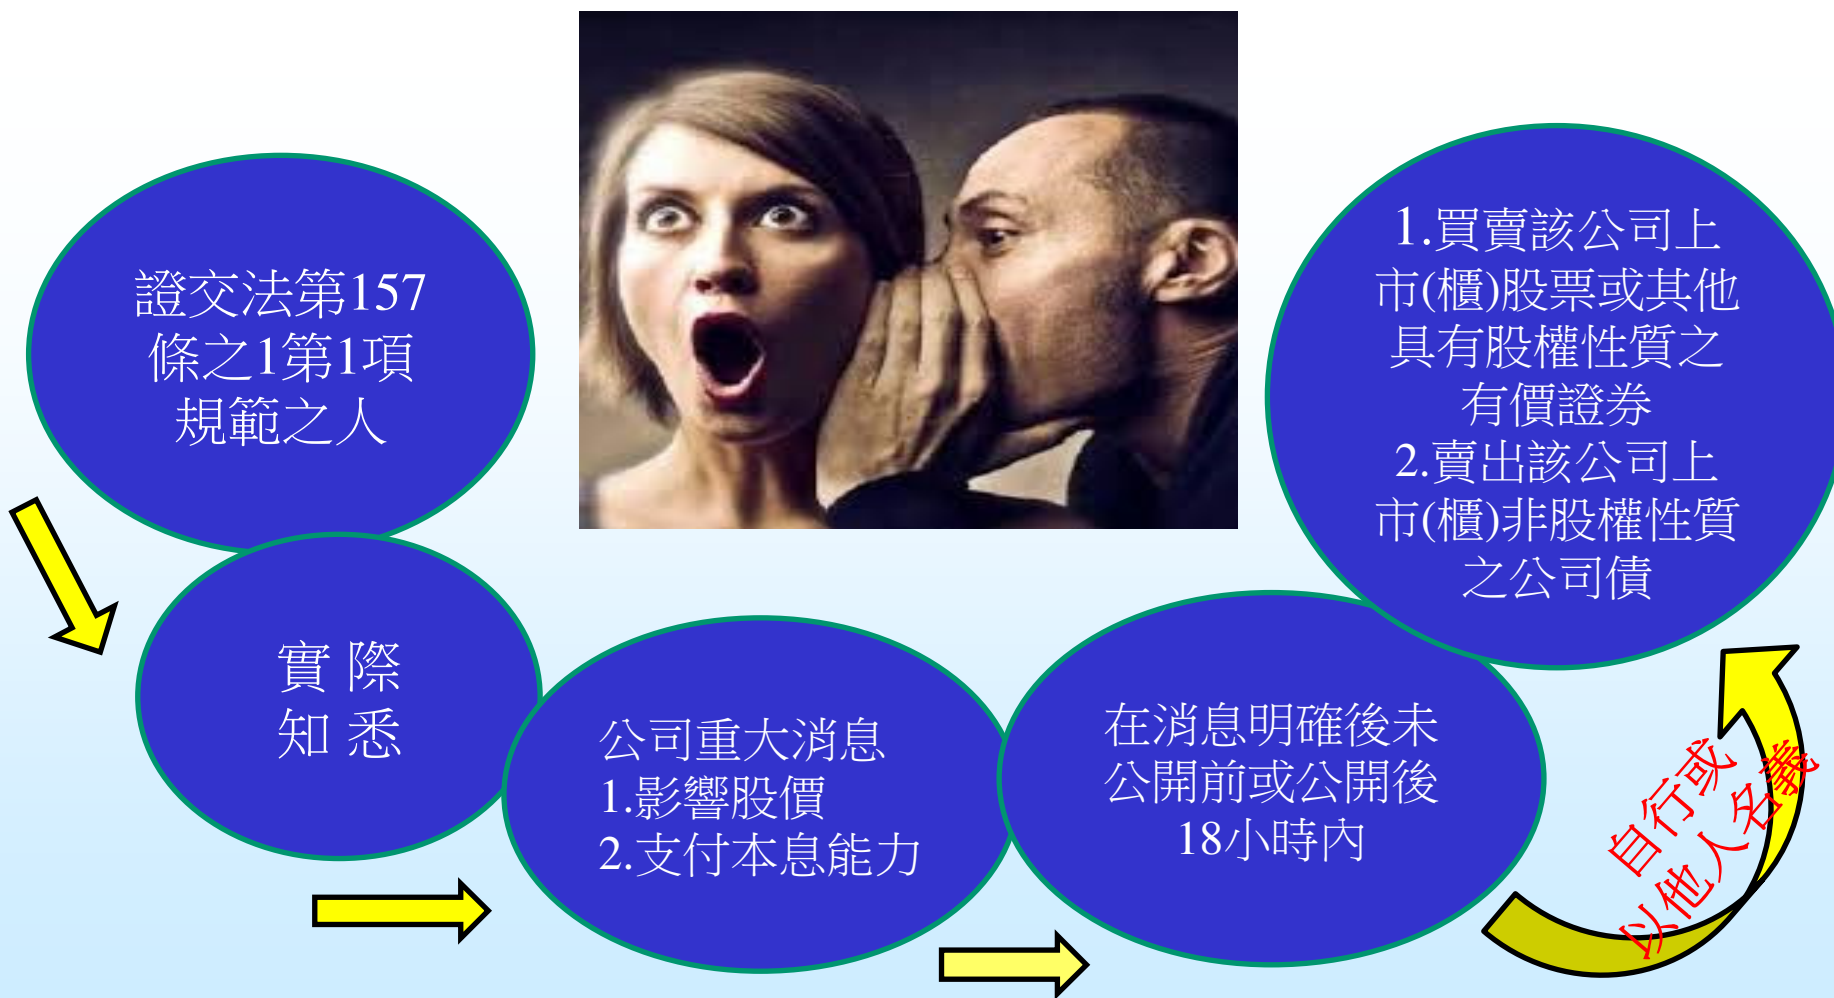 證交法第157
條之1第1項
規範之人
實際
知悉
公司重大消息
1.影響股價
2.支付本息能力
在消息明確後未
公開前或公開後
18小時內
自行或
以他人名義
1.買賣該公司上
市(櫃)股票或其他
具有股權性質之
有價證券
2.賣出該公司上
市(櫃)非股權性質
之公司債